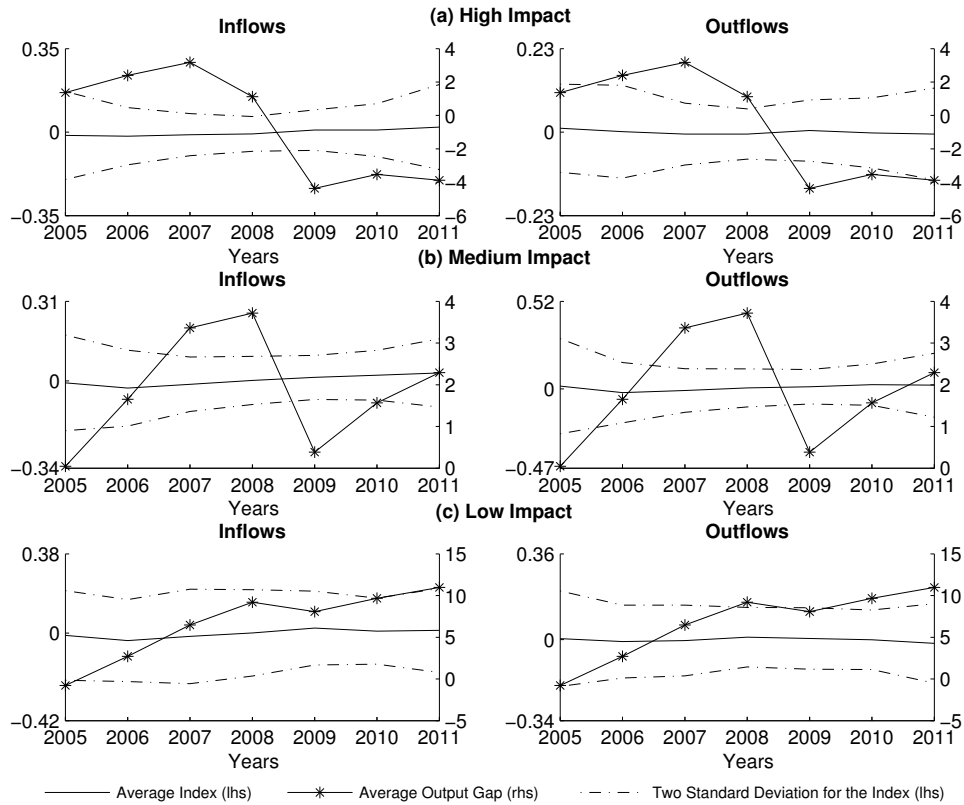 (a) High Impact
Inflows
0.35
0
−0.35
4
2
0
−2
−4
−6
2005 2006 2007 2008 2009 2010 2011
Years
Outflows
0.23
0
−0.23
4
2
0
−2
−4
−6
2005 2006 2007 2008 2009 2010 2011
Years
(b) Medium Impact
Inflows
0.31
0
−0.34
4
3
2
1
0
2005 2006 2007 2008 2009 2010 2011
Years
Outflows
0.52
0
−0.47
4
3
2
1
0
2005 2006 2007 2008 2009 2010 2011
Years
(c) Low Impact
Inflows
0.38
0
−0.42
15
10
5
0
−5
2005 2006 2007 2008 2009 2010 2011
Years
Outflows
0.36
0
−0.34
15
10
5
0
−5
2005 2006 2007 2008 2009 2010 2011
Years
Average Index (lhs)
Average Output Gap (rhs)
Two Standard Deviation for the Index (lhs)